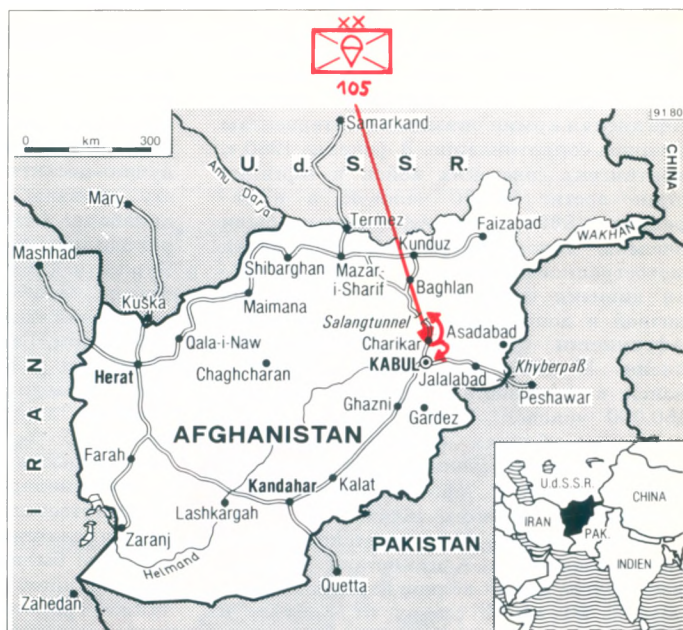 XX
105
91 80
0 km 300
Samarkand
U. d. S. S. R.
CHINA
Amu Darja
Mary
Termez
Faizabad
WAKHAN
Mashhad
Kunduz
Shibarghan
Mazar-
i-Sharif
Baghlan
Kuška
Maimana
Salangtunnel
Qala-i-Naw
Charikar
Asadabad
Herat
Chaghcharan
KABUL
Jalalabad
Khyberpaß
Peshawar
IRAN
Ghazni
Gardez
AFGHANISTAN
Farah
Kandahar
Kalat
Lashkargah
Zaranj
PAKISTAN
Helmand
Quetta
Zahedan
U.d.S.S.R.
CHINA
IRAN
PAK.
INDIEN